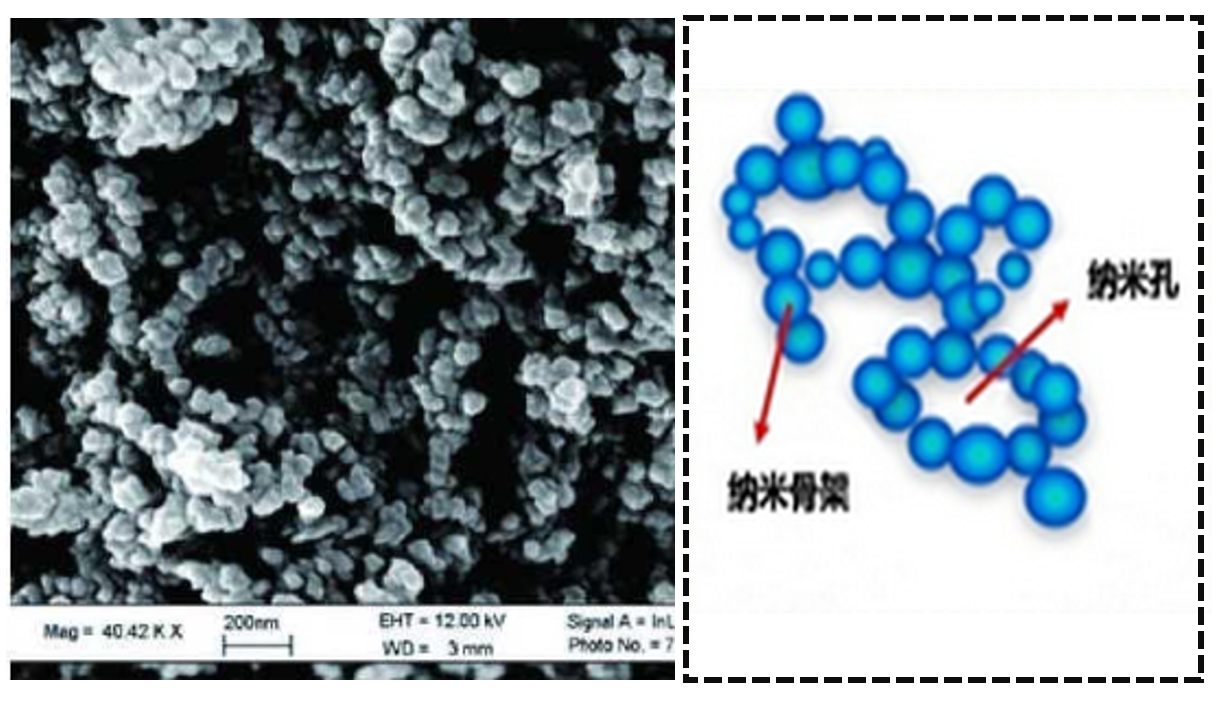 Mag = 40.42 K X
200nm
EHT = 12.00 kV
WD = 3 mm
Signal A = InL
Photo No. = 7
纳米孔
纳米骨架